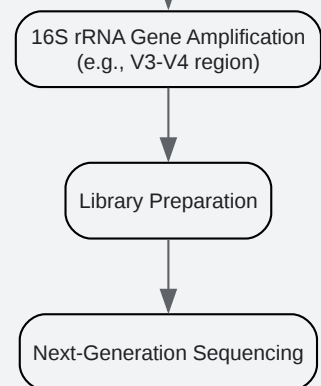 16S rRNA Gene Amplification
(e.g., V3-V4 region)
Library Preparation
Next-Generation Sequencing